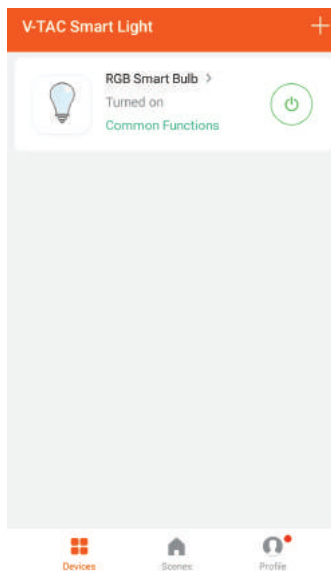 V-TAC Smart Light
RGB Smart Bulb >
Turned on
Common Functions
Devices
Scenes
Profile